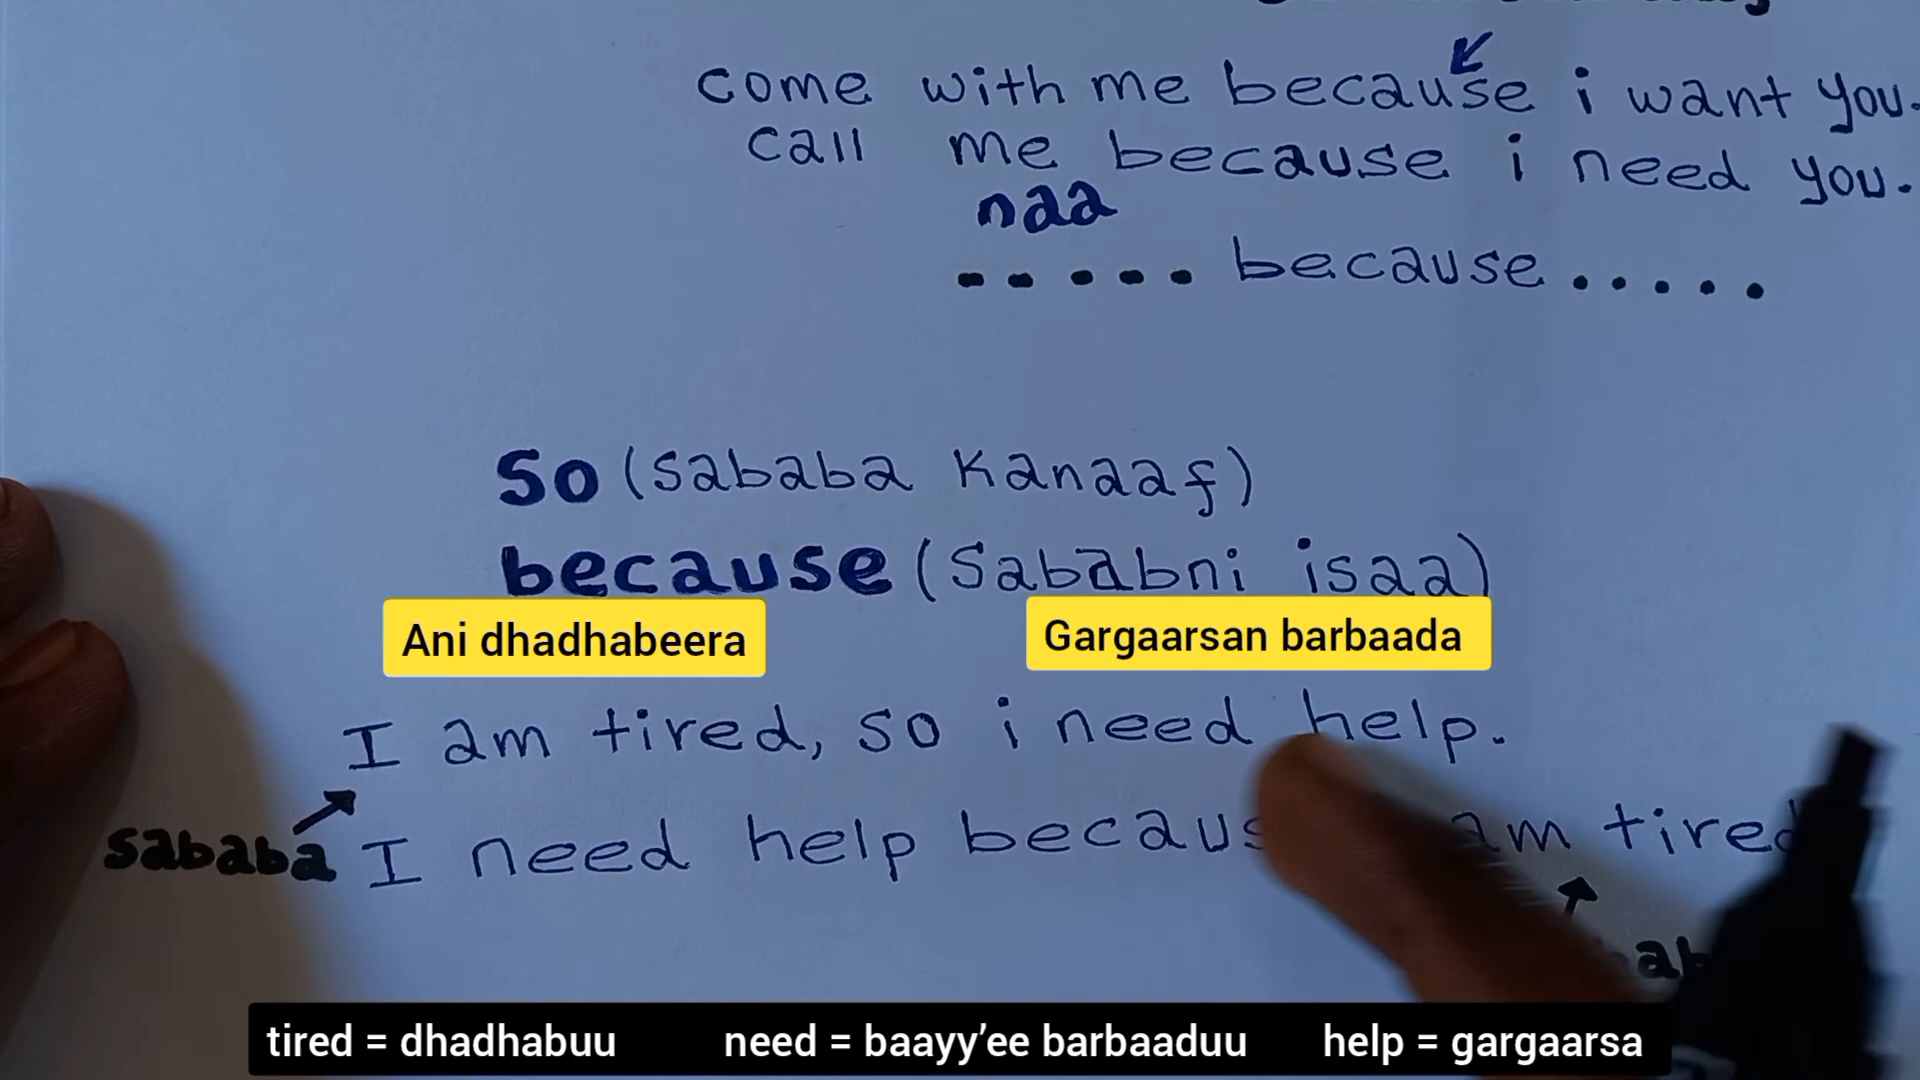 come with me because i want you.
call me because i need you.
naa
..... because .....
So (sababa Kanaaf)
because (Sababni isaa)
Ani dhadhabeera Gargaarsan barbaada
I am tired, so i need help.
sababa I need help am tired
tired = dhadhabuu need = baayy’ee barbaaduu help = gargaarsa